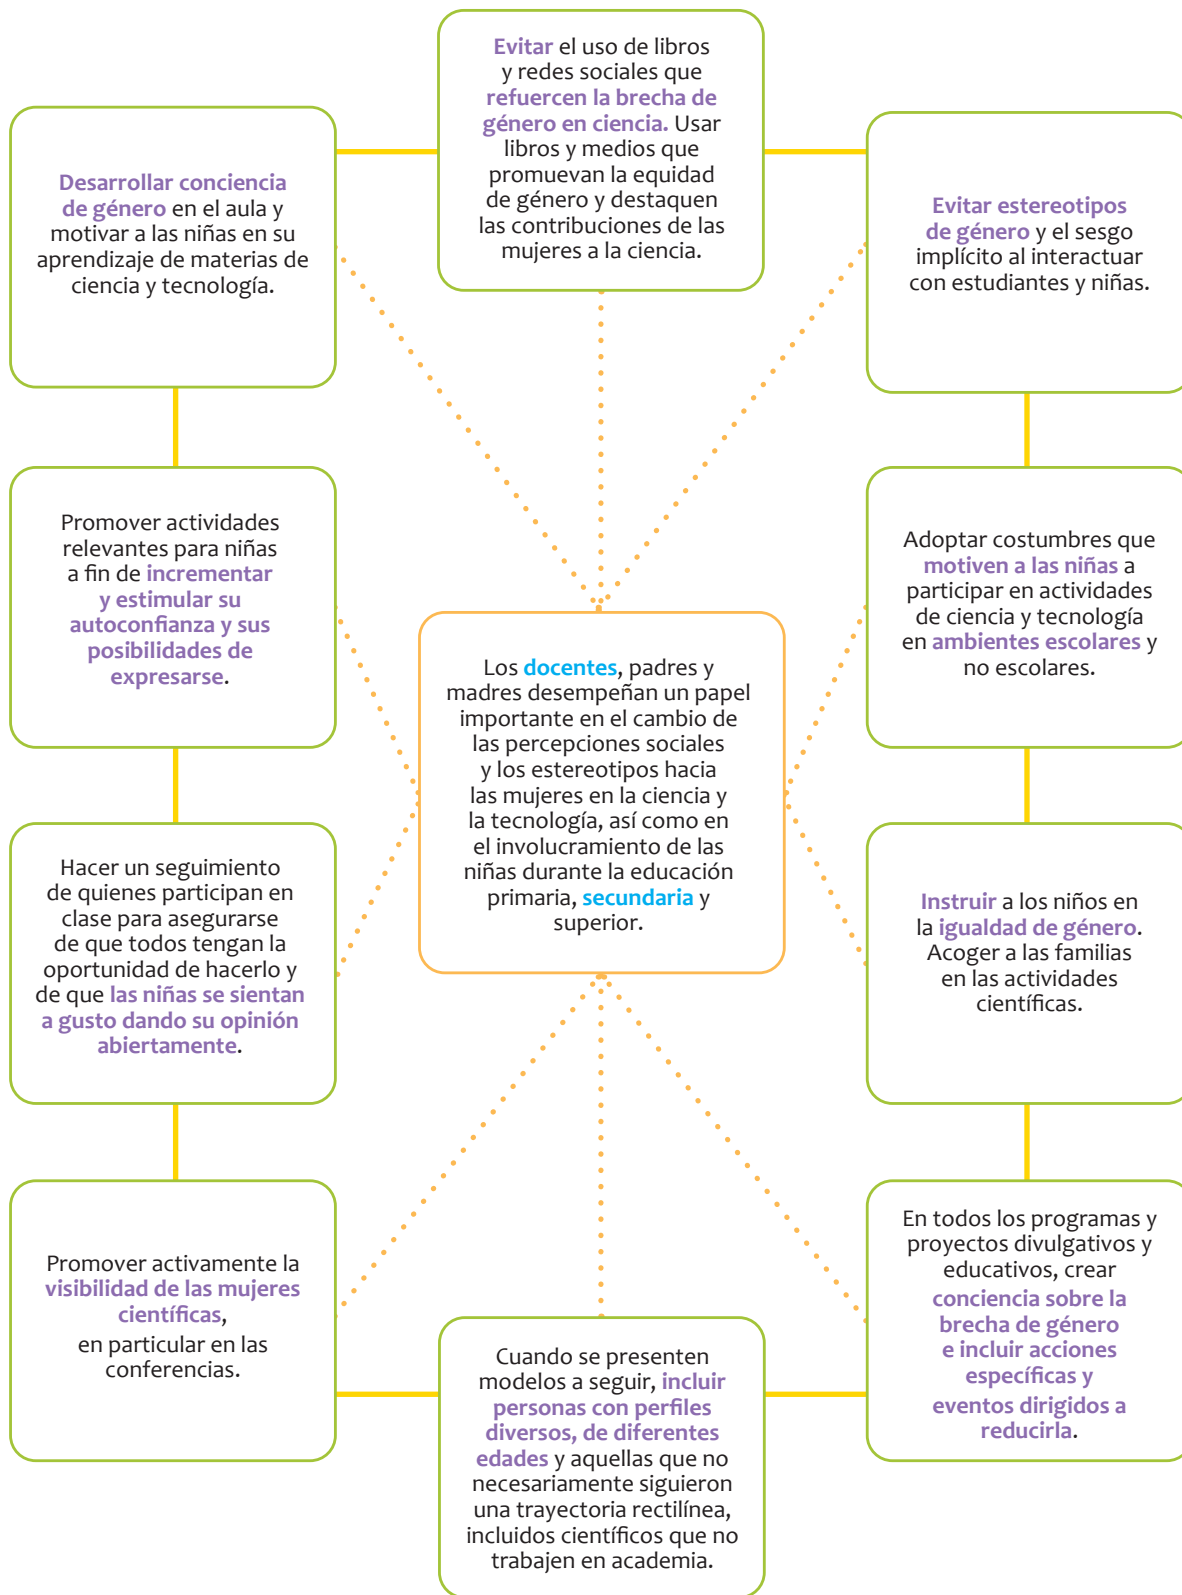 Evitar el uso de libros
y redes sociales que
refuercen la brecha de
género en ciencia. Usar
libros y medios que
promuevan la equidad
de género y destaquen
las contribuciones de las
mujeres a la ciencia.
Desarrollar conciencia
de género en el aula y
motivar a las niñas en su
aprendizaje de materias de
ciencia y tecnología.
Evitar estereotipos
de género y el sesgo
implícito al interactuar
con estudiantes y niñas.
Promover actividades
relevantes para niñas
a fin de incrementar
y estimular su
autoconfianza y sus
posibilidades de
expresarse.
Adoptar costumbres que
motiven a las niñas a
participar en actividades
de ciencia y tecnología
en ambientes escolares y
no escolares.
Los docentes, padres y
madres desempeñan un papel
importante en el cambio de
las percepciones sociales
y los estereotipos hacia
las mujeres en la ciencia y
la tecnología, así como en
el involucramiento de las
niñas durante la educación
primaria, secundaria y
superior.
Hacer un seguimiento
de quienes participan en
clase para asegurarse
de que todos tengan la
oportunidad de hacerlo y
de que las niñas se sientan
a gusto dando su opinión
abiertamente.
Instruir a los niños en
la igualdad de género.
Acoger a las familias
en las actividades
científicas.
Promover activamente la
visibilidad de las mujeres
científicas,
en particular en las
conferencias.
Cuando se presenten
modelos a seguir, incluir
personas con perfiles
diversos, de diferentes
edades y aquellas que no
necesariamente siguieron
una trayectoria rectilínea,
incluidos científicos que no
trabajen en academia.
En todos los programas y
proyectos divulgativos y
educativos, crear
conciencia sobre la
brecha de género
e incluir acciones
específicas y
eventos dirigidos a
reducirla.